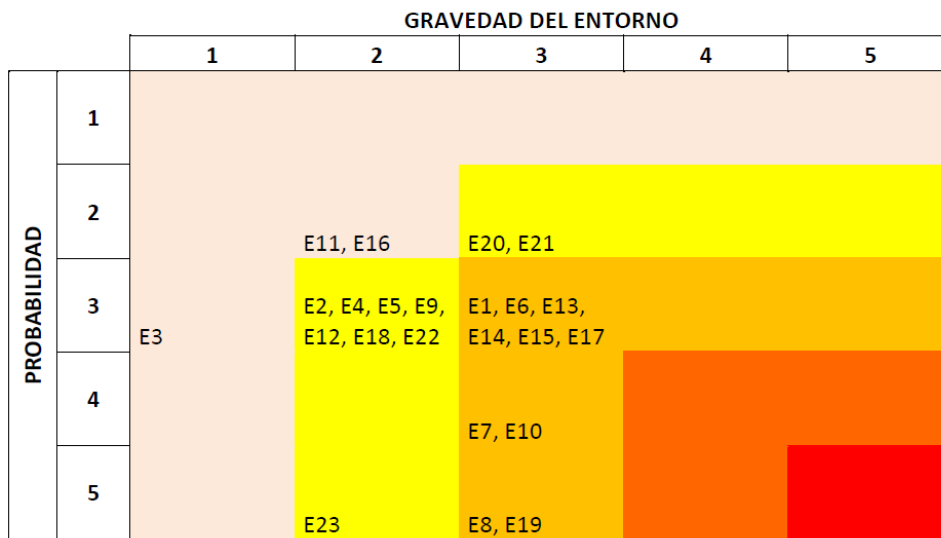 GRAVEDAD DEL ENTORNO
1 2 3 4 5
PROBABILIDAD
1
2
E11, E16 E20, E21
3
E3
E2, E4, E5, E9,
E12, E18, E22
E1, E6, E13,
E14, E15, E17
4
E7, E10
5
E23 E8, E19